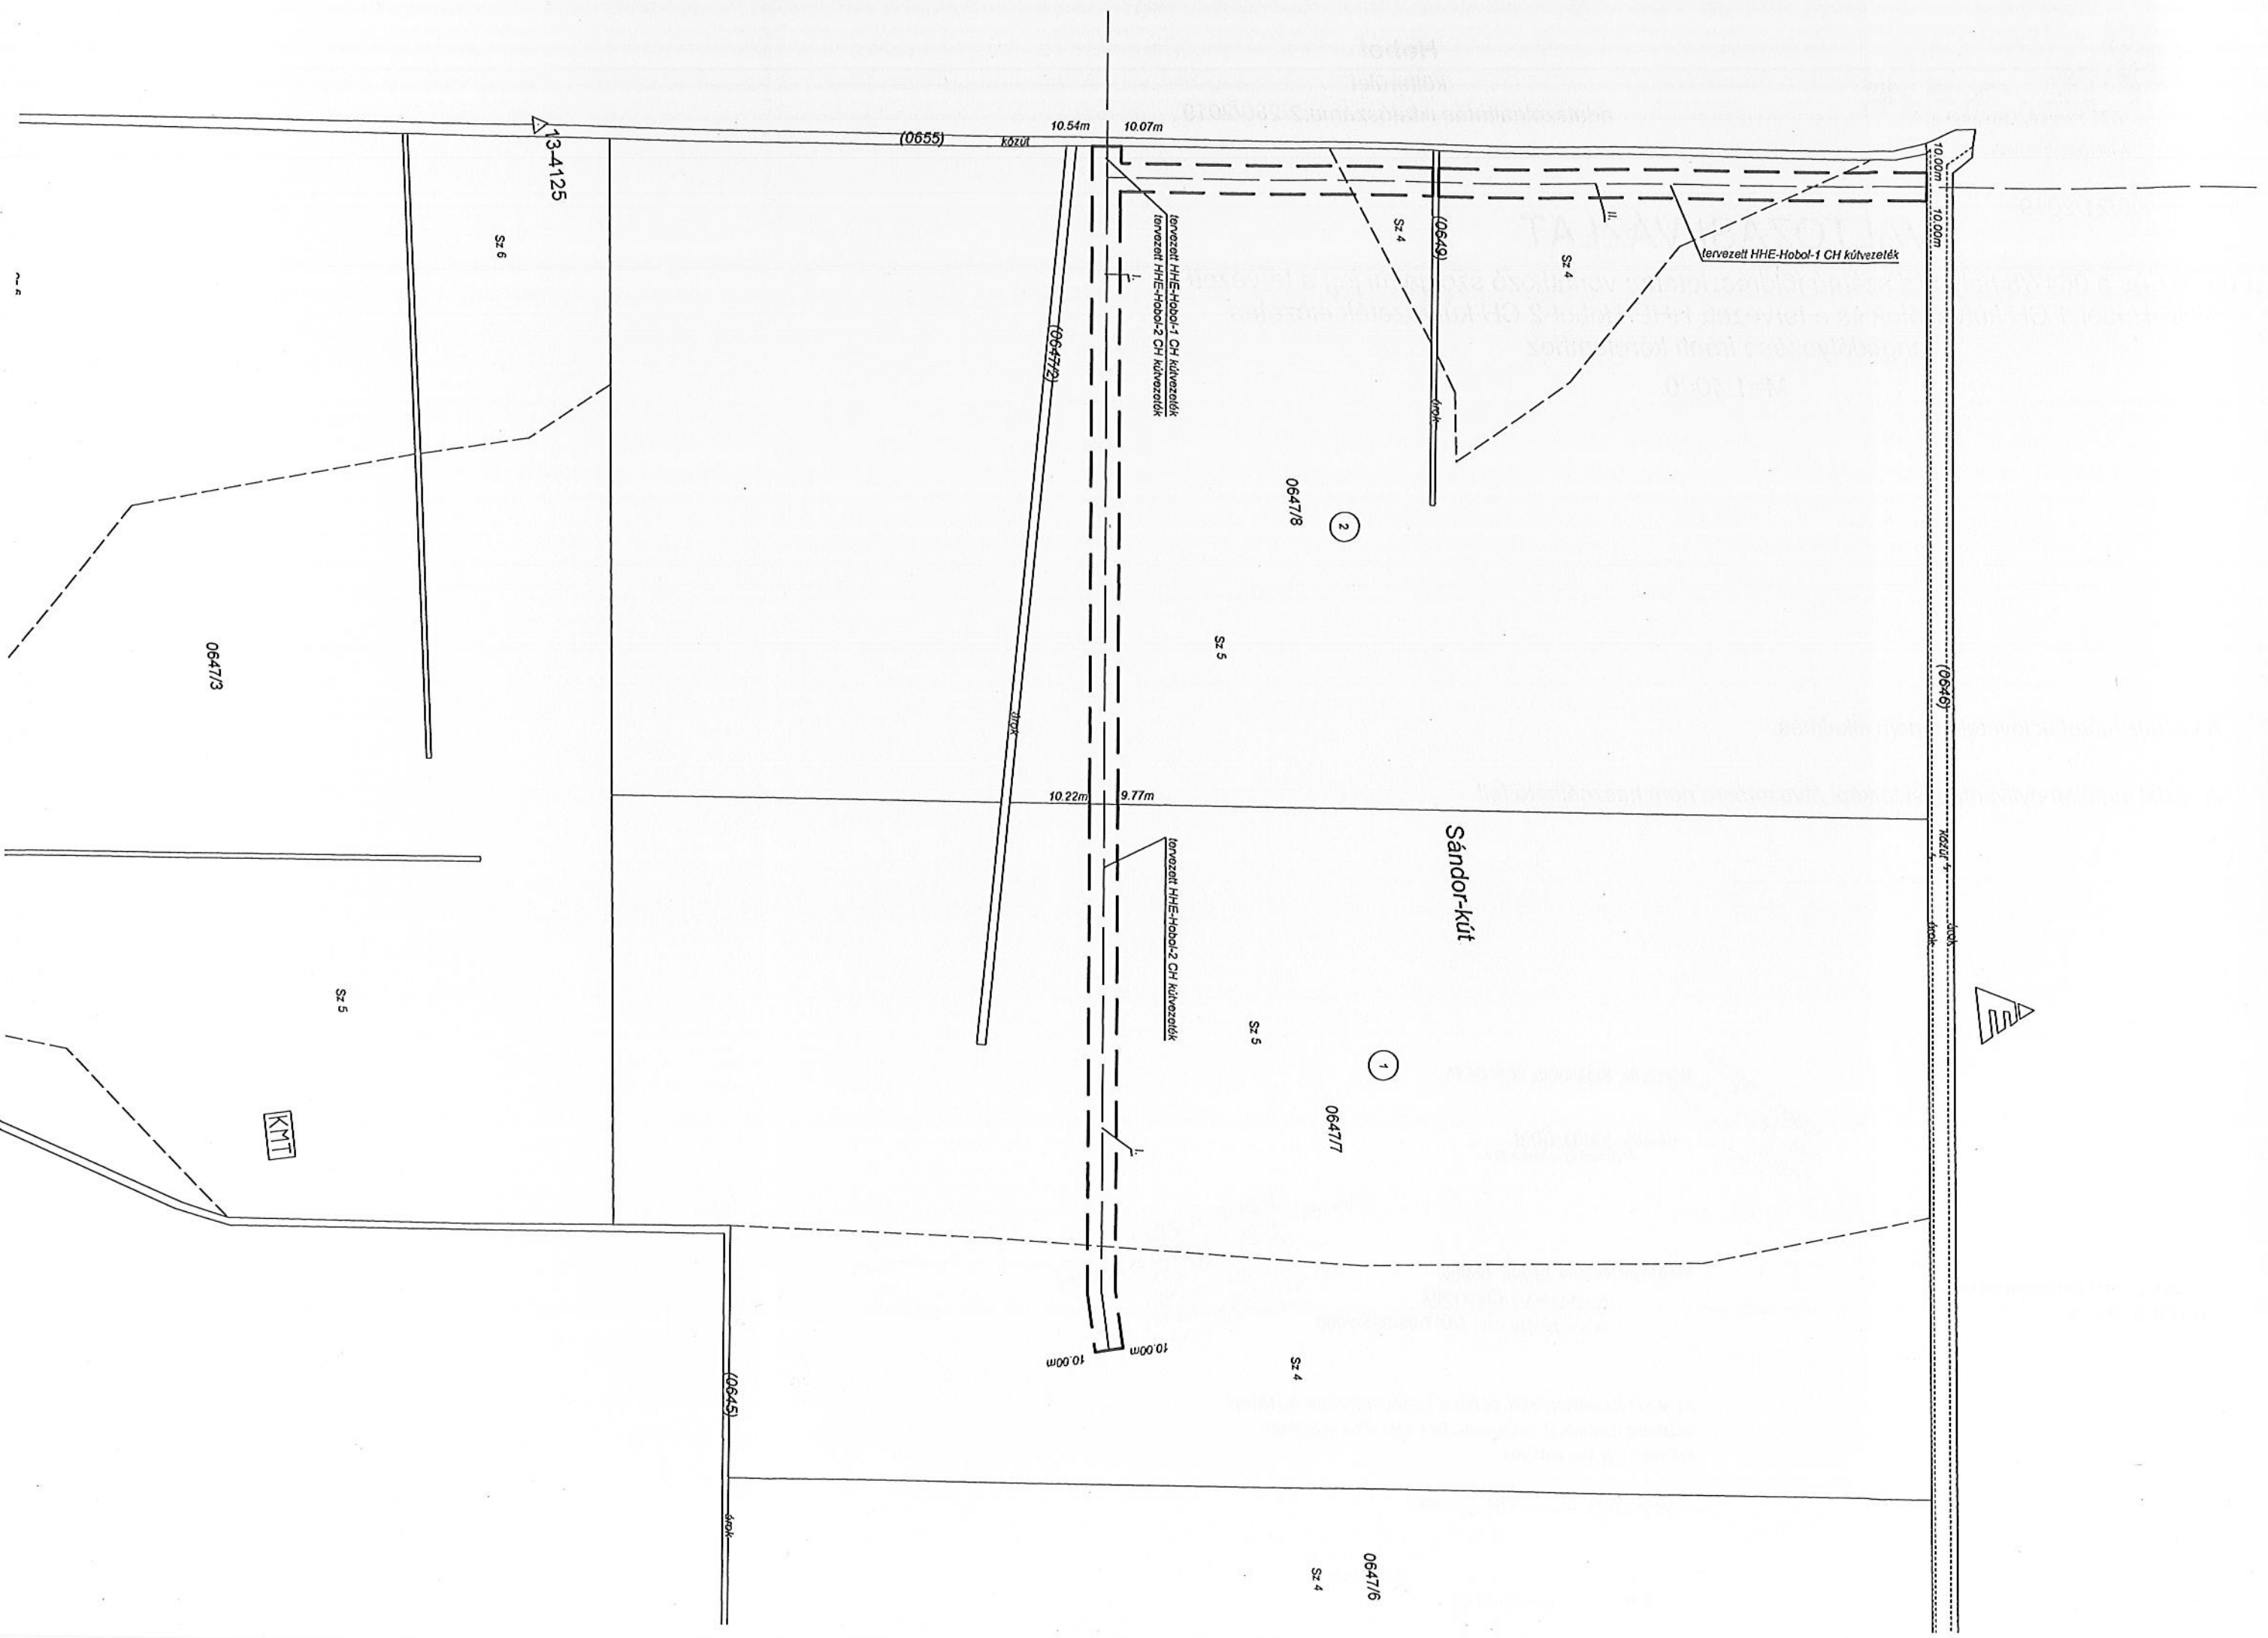 10.54m
10.07m
(0655)
közút
13-4125
Sz 6
tervezett HHE-Hobol-1 CH kútvezeték
tervezett HHE-Hobol-2 CH kútvezeték
I.
(0647/2)
Sz 4
(0649)
Sz 4
II.
tervezett HHE-Hobol-1 CH kútvezeték
10.00m
10.00m
árok
0647/8
2
0647/3
Sz 5
(0646)
árok
10.22m
9.77m
tervezett HHE-Hobol-2 CH kútvezeték
Sándor-kút
közút
árok
árok
Sz 5
Sz 5
1
0647/7
KMT
I.
10.00m
10.00m
Sz 4
(0645)
árok
0647/6
Sz 4